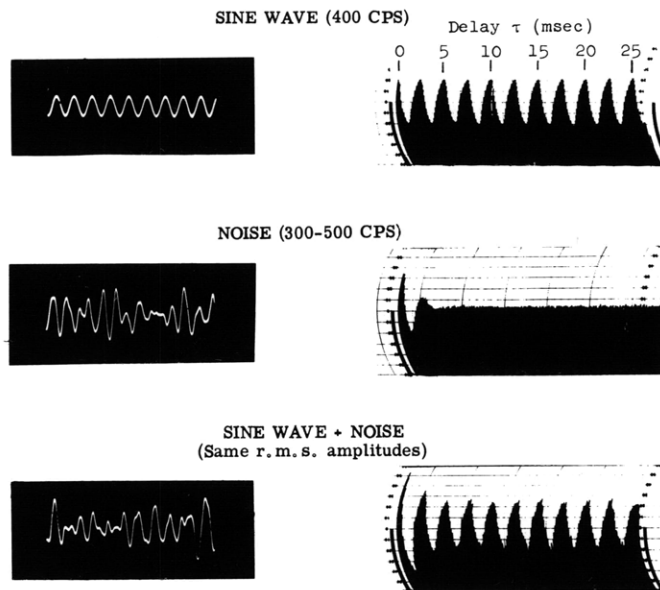 SINE WAVE (400 CPS)
Delay τ (msec)
0 5 10 15 20 25
NOISE (300-500 CPS)
SINE WAVE + NOISE
(Same r.m.s. amplitudes)